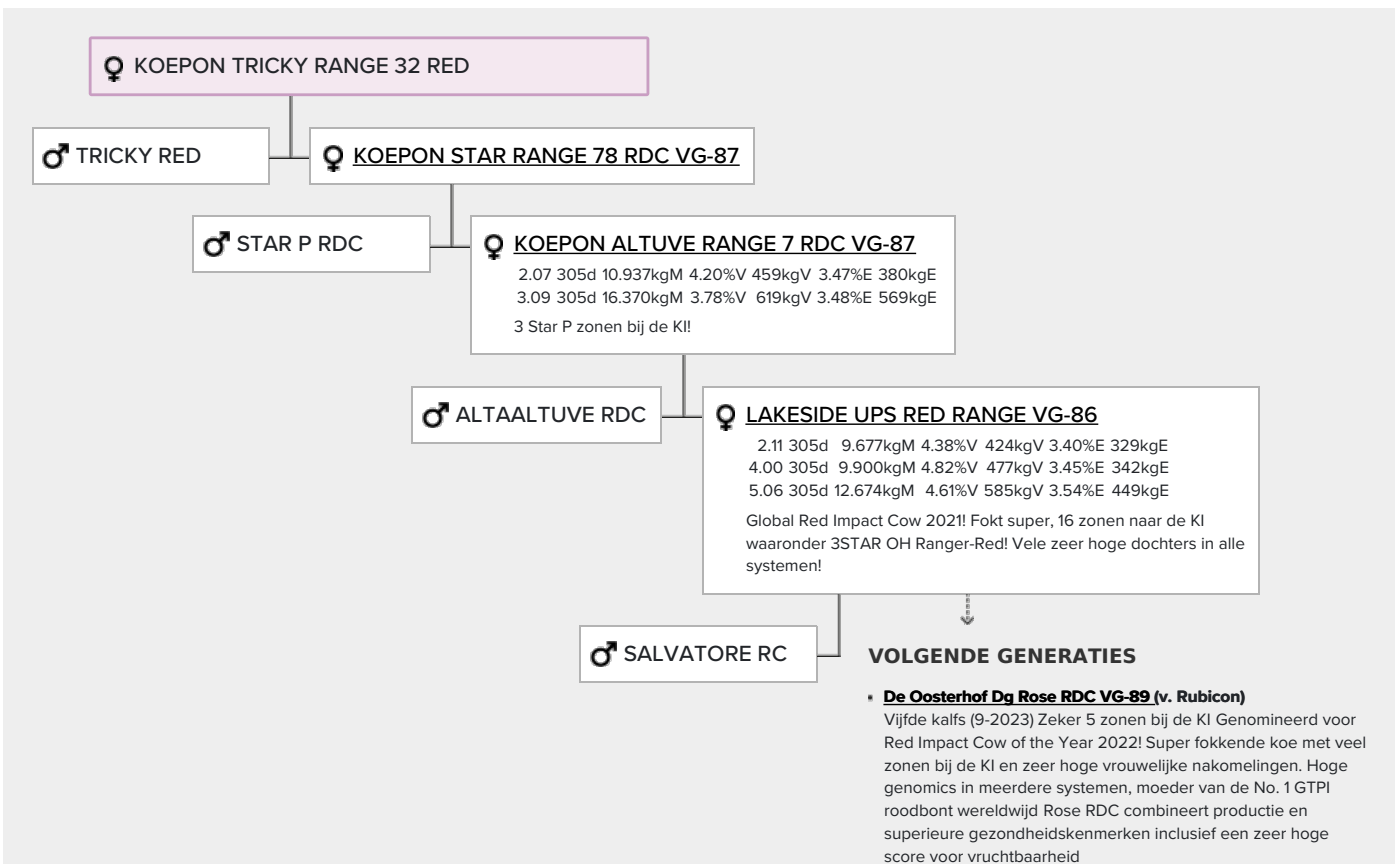 KOEPON TRICKY RANGE 32 RED
TRICKY RED
KOEPON STAR RANGE 78 RDC VG-87
STAR P RDC
KOEPON ALTUVE RANGE 7 RDC VG-87
2.07 305d 10.937kgM 4.20%V 459kgV 3.47%E 380kgE
3.09 305d 16.370kgM 3.78%V 619kgV 3.48%E 569kgE
3 Star P zonen bij de KI!
ALTAALTUVE RDC
LAKESIDE UPS RED RANGE VG-86
2.11 305d 9.677kgM 4.38%V 424kgV 3.40%E 329kgE
4.00 305d 9.900kgM 4.82%V 477kgV 3.45%E 342kgE
5.06 305d 12.674kgM 4.61%V 585kgV 3.54%E 449kgE
Global Red Impact Cow 2021! Fokt super, 16 zonen naar de KI
waaronder 3STAR OH Ranger-Red! Vele zeer hoge dochters in alle
systemen!
SALVATORE RC
VOLGENDE GENERATIES
De Oosterhof Dg Rose RDC VG-89 (v. Rubicon)
Vijfde kalfs (9-2023) Zeker 5 zonen bij de KI Genomineerd voor
Red Impact Cow of the Year 2022! Super fokkende koe met veel
zonen bij de KI en zeer hoge vrouwelijke nakomelingen. Hoge
genomics in meerdere systemen, moeder van de No. 1 GTPI
roodbont wereldwijd Rose RDC combineert productie en
superieure gezondheidskenmerken inclusief een zeer hoge
score voor vruchtbaarheid